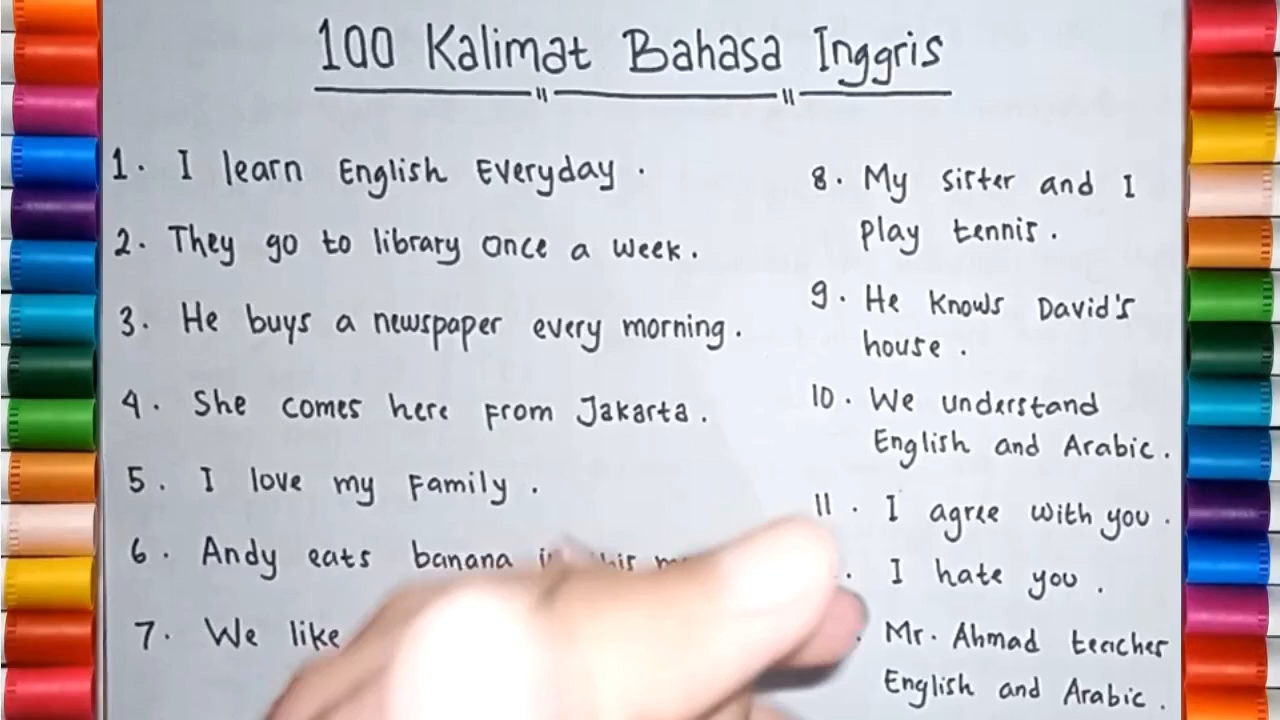 100 Kalimat Bahasa Inggris
1. I learn English Everyday.
2. They go to library once a week.
3. He buys a newspaper every morning.
4. She comes here from Jakarta.
5. I love my family.
6. Andy eats banana
7. We like
8. My sister and I
play tennis.
9. He knows David's
house.
10. We understand
English and Arabic.
11. I agree with you.
I hate you.
Mr. Ahmad teacher
English and Arabic.